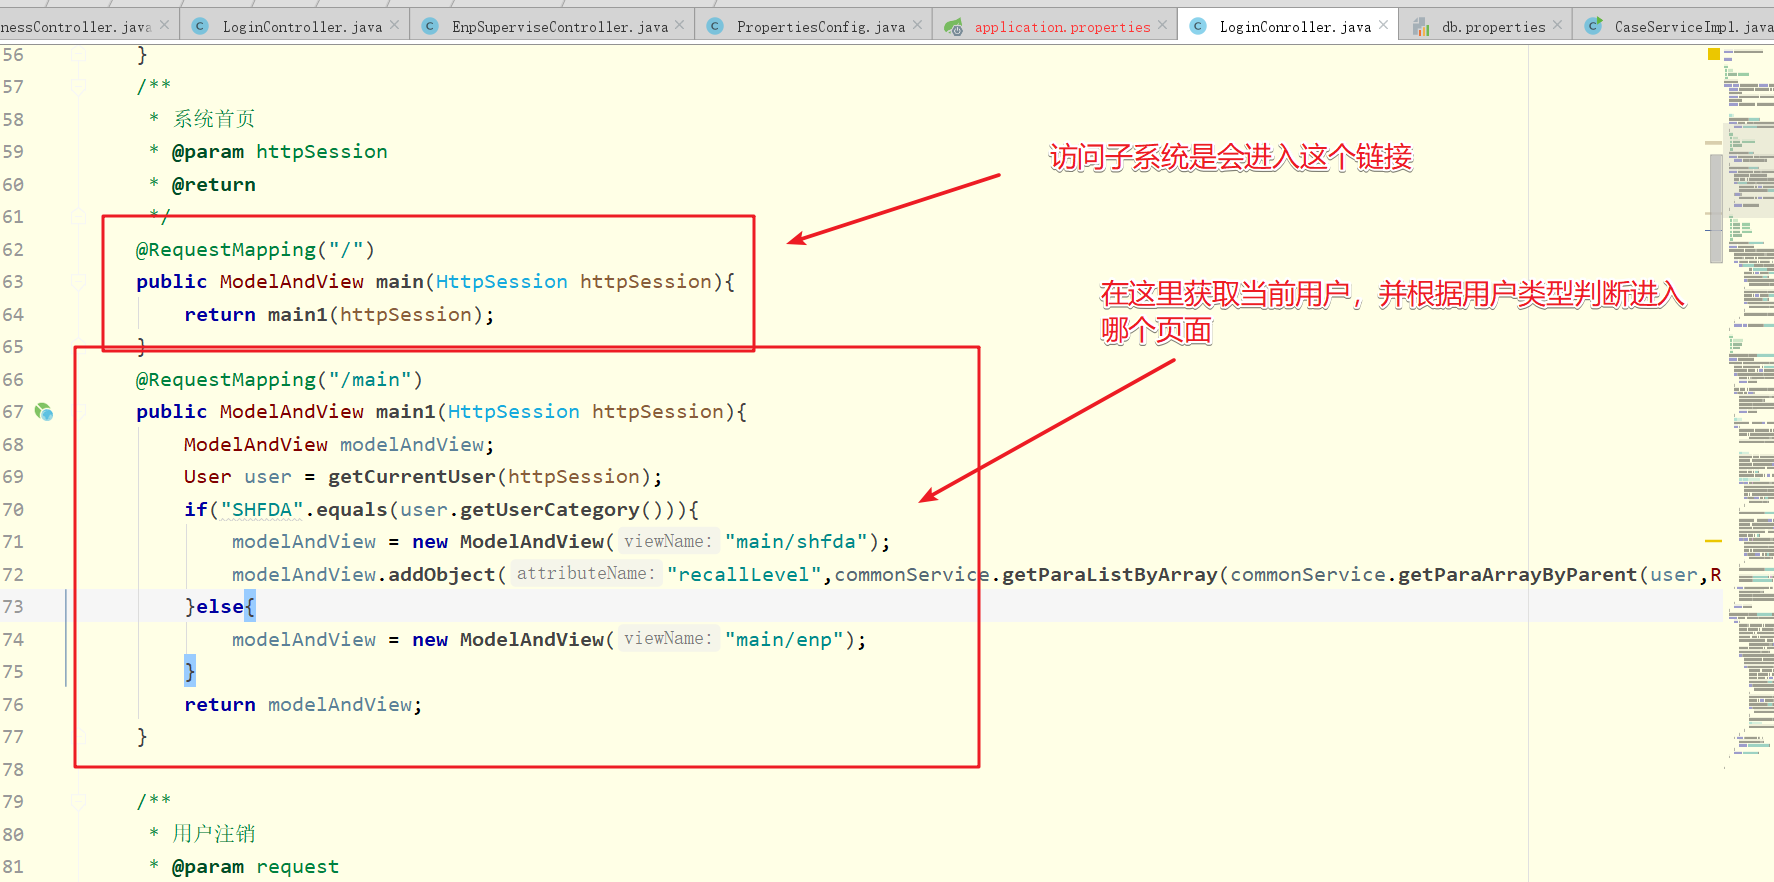 nessController.java LoginController.java EnpSuperviseController.java PropertiesConfig.java application.properties LoginConroller.java db.properties CaseServiceImpl.java
56 }
57 /**
58 * 系统首页
59 * @param httpSession
60 * @return
61 */
62 @RequestMapping("/")
63 public ModelAndView main(HttpSession httpSession){
64 return main1(httpSession);
65 }
66 @RequestMapping("/main")
67 public ModelAndView main1(HttpSession httpSession){
68 ModelAndView modelAndView;
69 User user = getCurrentUser(httpSession);
70 if("SHFDA".equals(user.getUserCategory())){
71 modelAndView = new ModelAndView( viewName: "main/shfda");
72 modelAndView.addObject( attributeName: "recallLevel",commonService.getParaListByArray(commonService.getParaArrayByParent(user,R
73 }else{
74 modelAndView = new ModelAndView( viewName: "main/enp");
75 }
76 return modelAndView;
77 }
78
79 /**
80 * 用户注销
81 * @param request
访问子系统是会进入这个链接
在这里获取当前用户，并根据用户类型判断进入
哪个页面